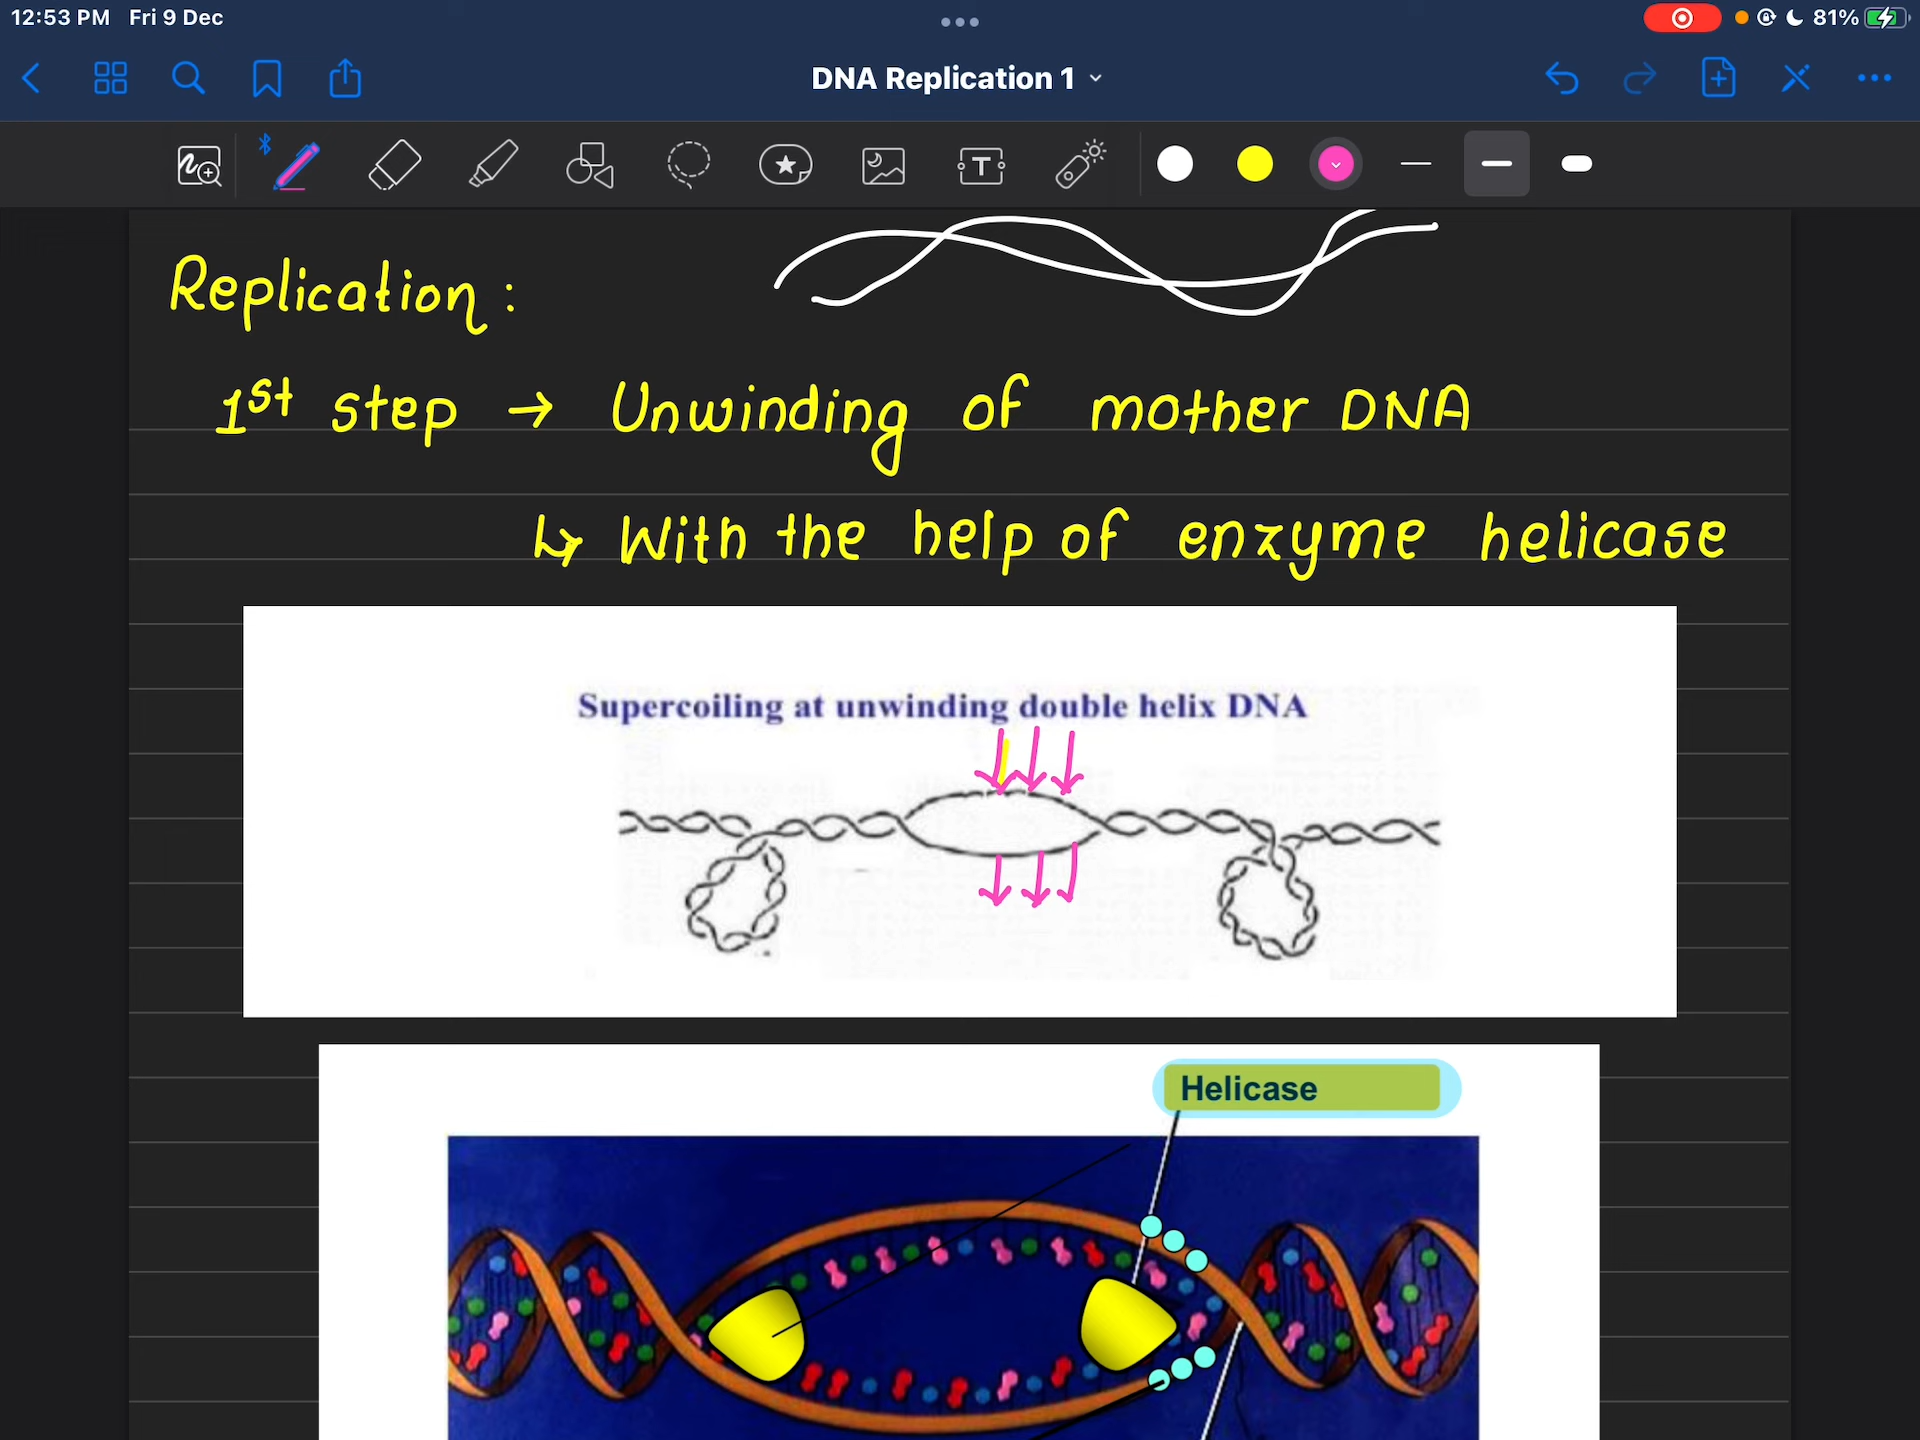 12:53 PM Fri 9 Dec
81%
DNA Replication 1
T
Replication :
1st step → Unwinding of mother DNA
↳ With the help of enzyme helicase
Supercoiling at unwinding double helix DNA
Helicase